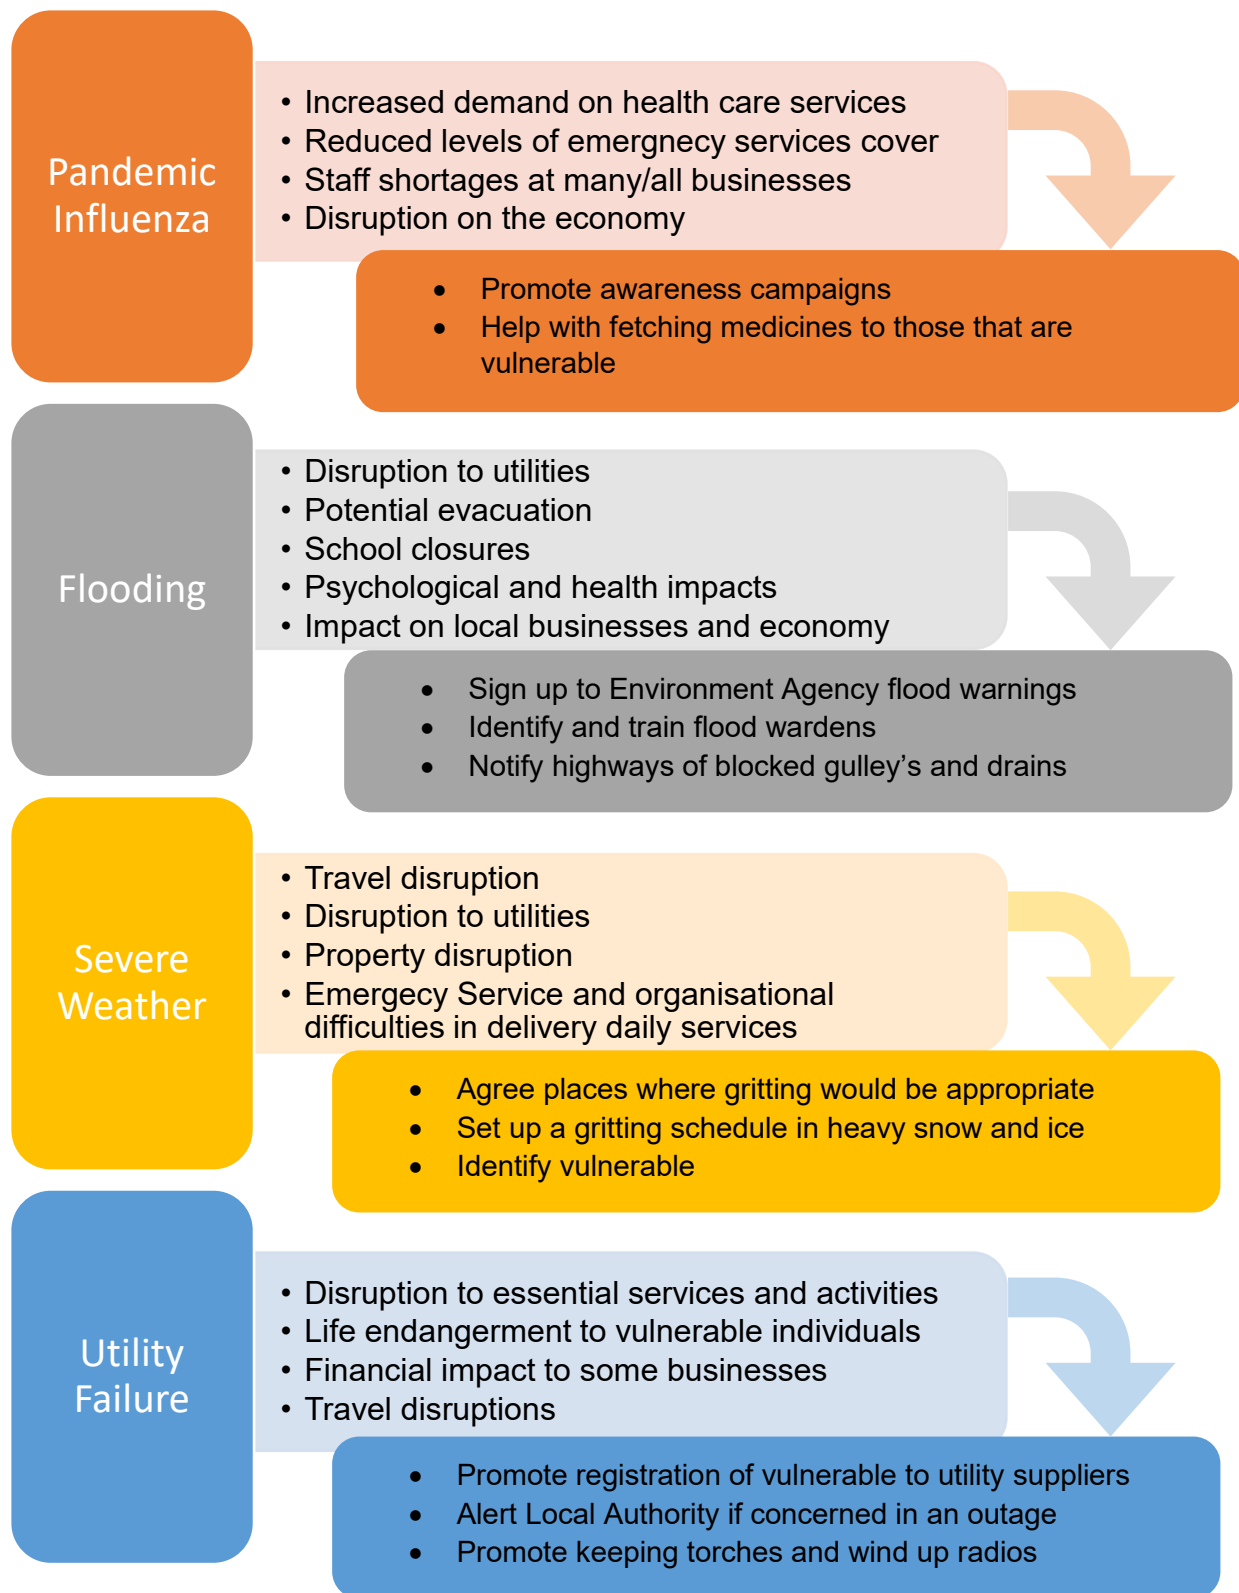 Pandemic
Influenza
• Increased demand on health care services
• Reduced levels of emergnecy services cover
• Staff shortages at many/all businesses
• Disruption on the economy
• Promote awareness campaigns
• Help with fetching medicines to those that are
vulnerable
Flooding
• Disruption to utilities
• Potential evacuation
• School closures
• Psychological and health impacts
• Impact on local businesses and economy
• Sign up to Environment Agency flood warnings
• Identify and train flood wardens
• Notify highways of blocked gulley’s and drains
Severe
Weather
• Travel disruption
• Disruption to utilities
• Property disruption
• Emergecy Service and organisational
difficulties in delivery daily services
• Agree places where gritting would be appropriate
• Set up a gritting schedule in heavy snow and ice
• Identify vulnerable
Utility
Failure
• Disruption to essential services and activities
• Life endangerment to vulnerable individuals
• Financial impact to some businesses
• Travel disruptions
• Promote registration of vulnerable to utility suppliers
• Alert Local Authority if concerned in an outage
• Promote keeping torches and wind up radios